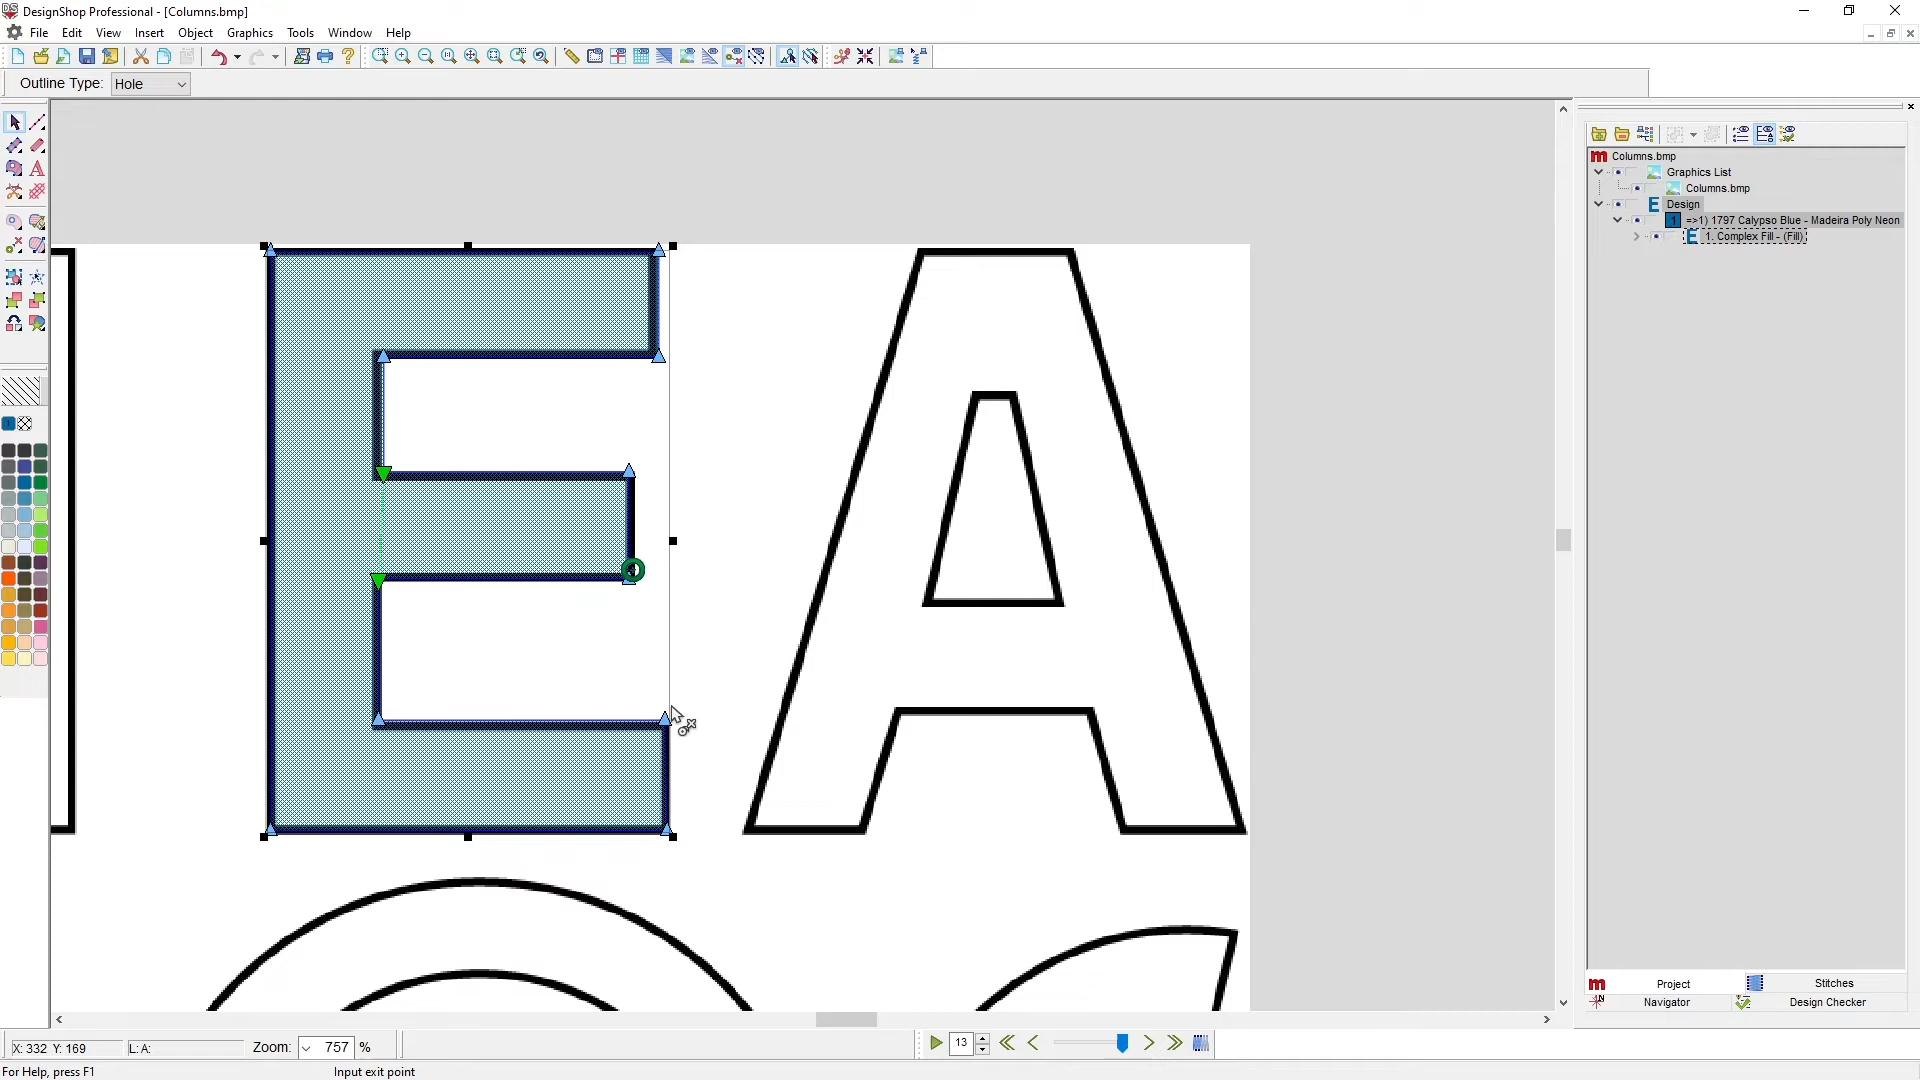 DesignShop Professional - [Columns.bmp]
File Edit View Insert Object Graphics Tools Window Help
Outline Type: Hole
Columns.bmp
Graphics List
Columns.bmp
Design
1 =>1) 1797 Calypso Blue - Madeira Poly Neon
1. Complex Fill - (Fill)
E A
Project Stitches
Navigator Design Checker
X: 332 Y: 169 L: A: Zoom: 757 % 13
For Help, press F1 Input exit point